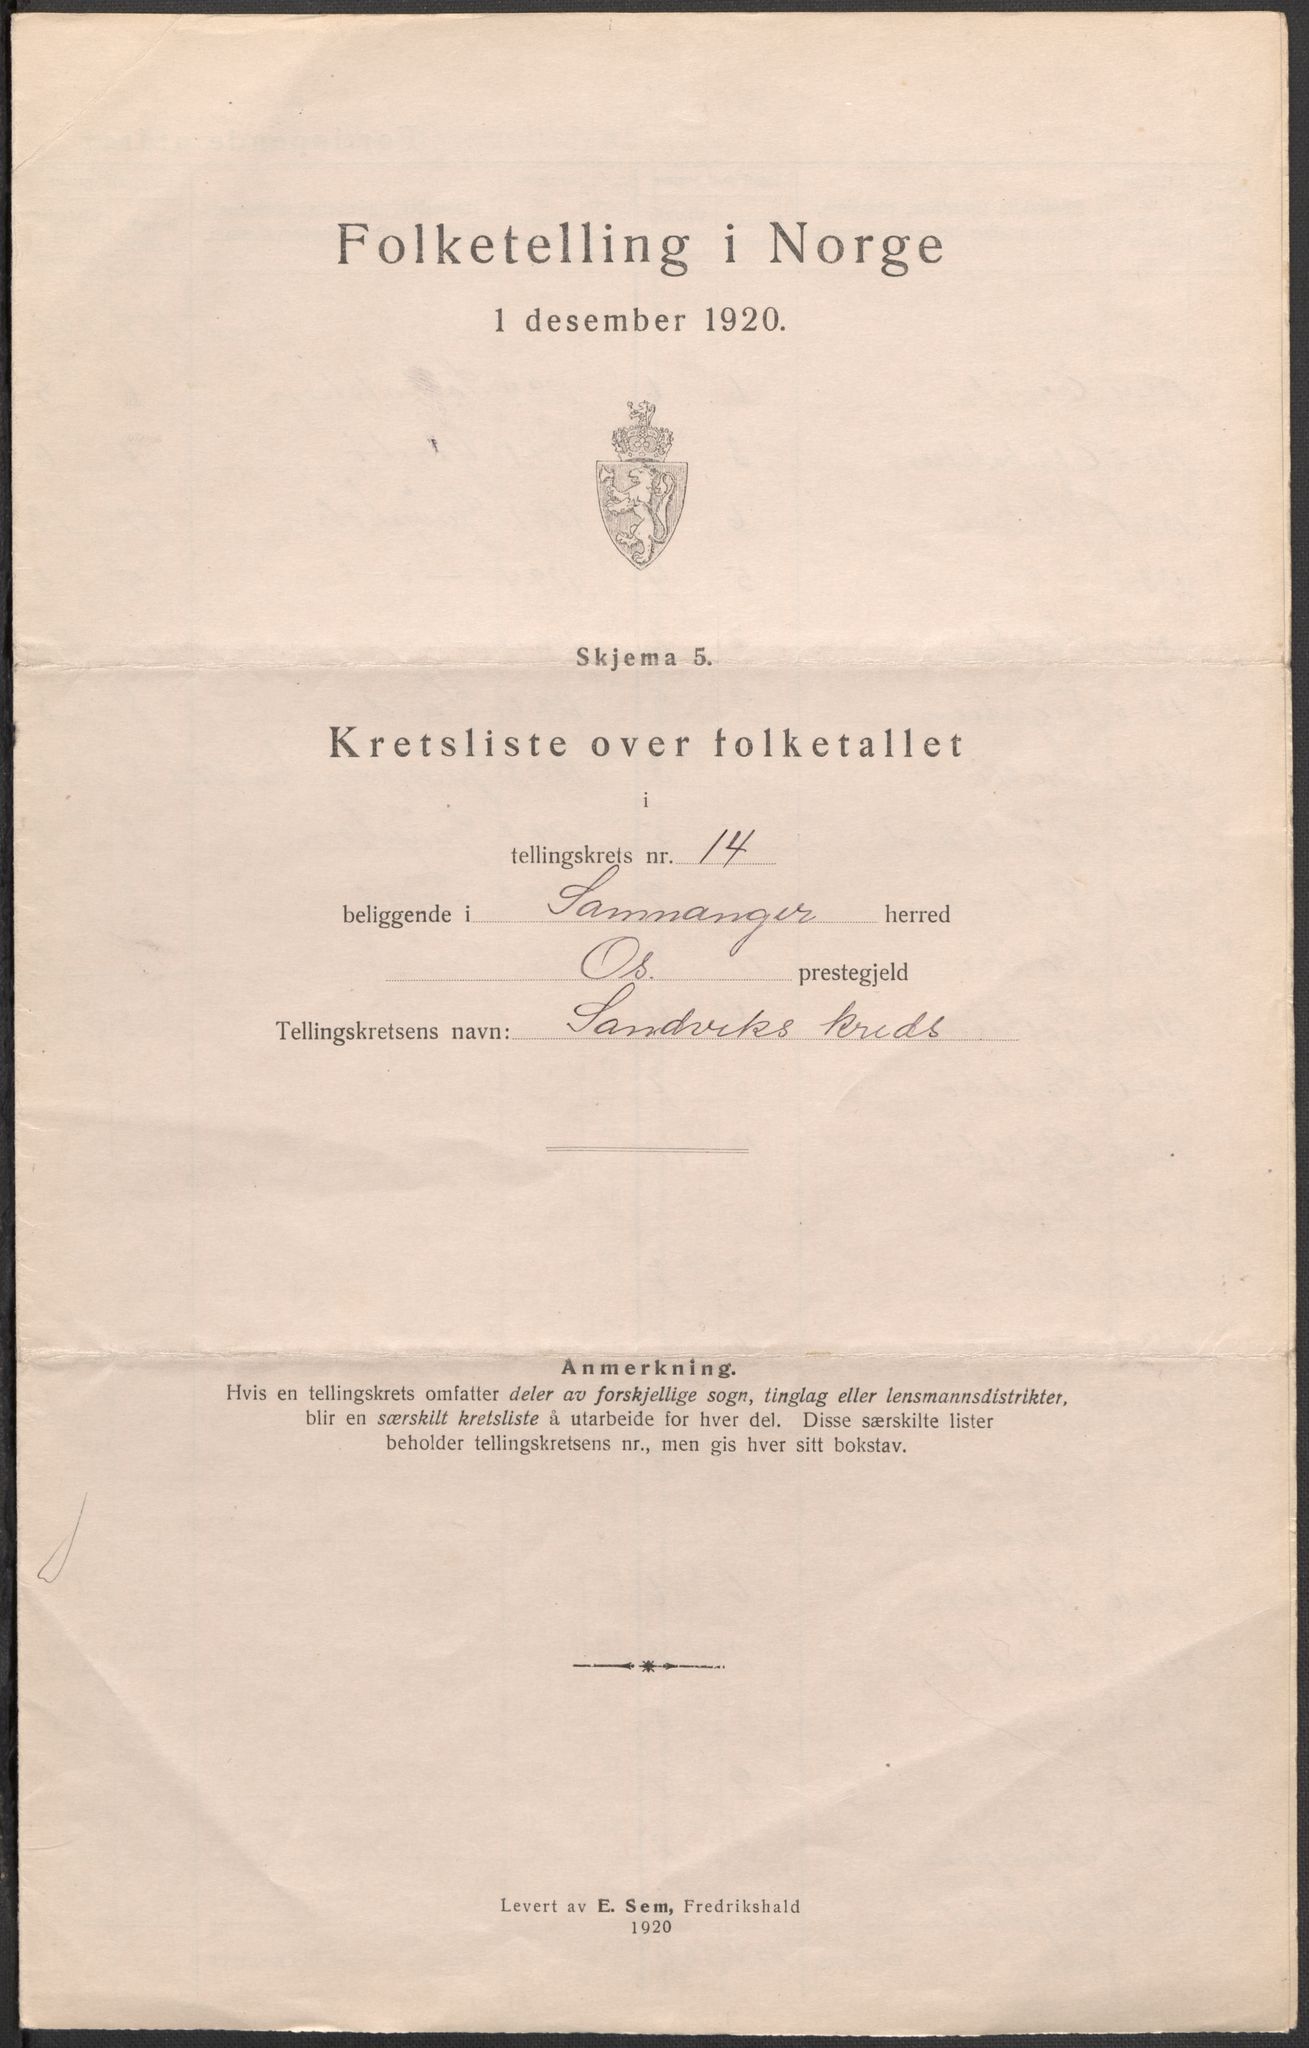 Folketelling i Norge
1 desember 1920.
Skjema 5.
Kretsliste over folketallet
i
tellingskrets nr. 14
beliggende i Samnanger herred
Os. prestegjeld
Tellingskretsens navn: Sandviks kreds
Anmerkning.
Hvis en tellingskrets omfatter deler av forskjellige sogn, tinglag eller lensmannsdistrikter,
blir en særskilt kretsliste å utarbeide for hver del. Disse særskilte lister
beholder tellingskretsens nr., men gis hver sitt bokstav.
Levert av E. Sem, Fredrikshald
1920